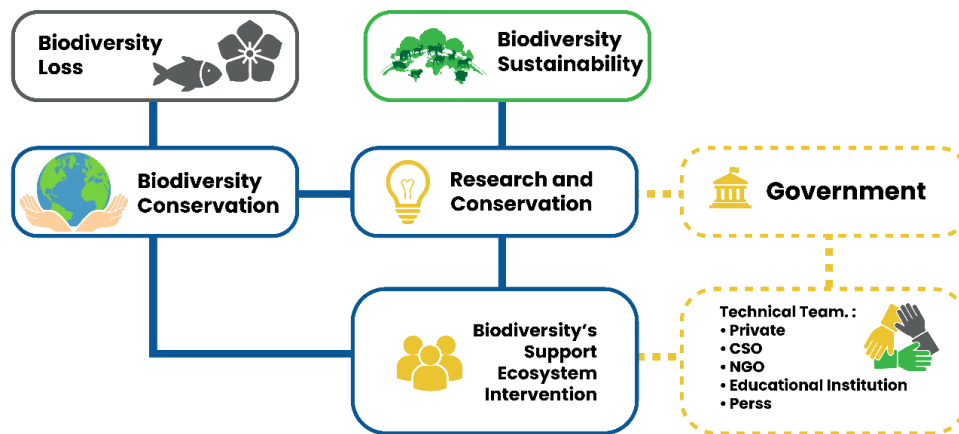 Biodiversity
Loss
Biodiversity
Sustainability
Biodiversity
Conservation
Research and
Conservation
Government
Biodiversity's
Support
Ecosystem
Intervention
Technical Team. :
• Private
• CSO
• NGO
• Educational Institution
• Perss